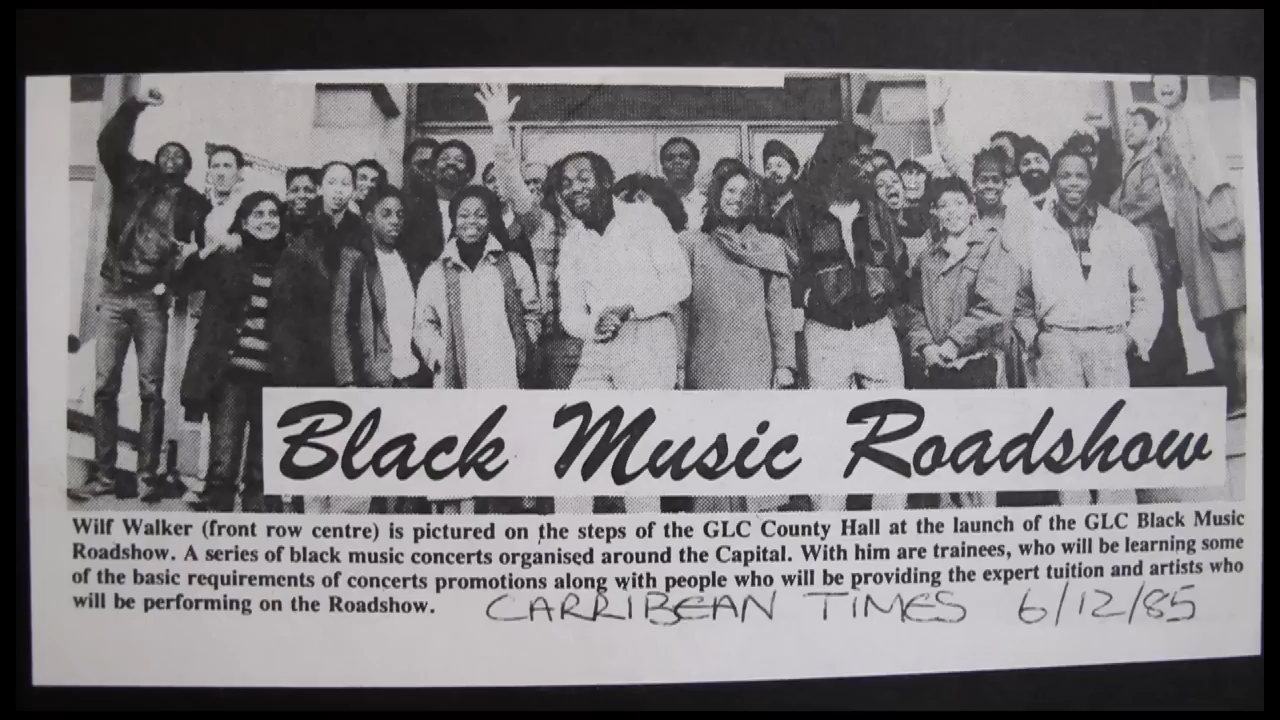 Black Music Roadshow
Wilf Walker (front row centre) is pictured on the steps of the GLC County Hall at the launch of the GLC Black Music
Roadshow. A series of black music concerts organised around the Capital. With him are trainees, who will be learning some
of the basic requirements of concerts promotions along with people who will be providing the expert tuition and artists who
will be performing on the Roadshow. CARRIBEAN TIMES 6/12/85